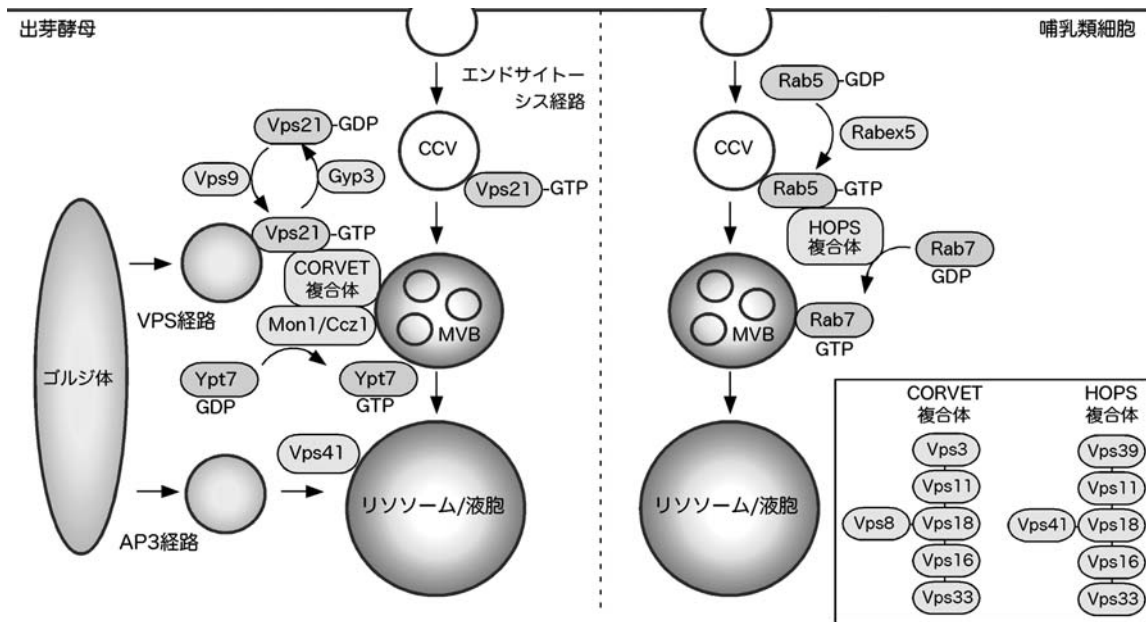 出芽酵母
エンドサイトー
シス経路
Vps21-GDP
Vps9
Gyp3
CCV
Vps21-GTP
Vps21-GTP
CORVET
複合体
VPS経路
Mon1/Ccz1
MVB
ゴルジ体
Ypt7
GDP
Ypt7
GTP
Vps41
AP3経路
リソソーム/液胞
哺乳類細胞
Rab5-GDP
Rabex5
CCV
Rab5-GTP
HOPS
複合体
Rab7
GDP
MVB
Rab7
GTP
リソソーム/液胞
CORVET
複合体
Vps3
Vps11
Vps8
Vps18
Vps16
Vps33
HOPS
複合体
Vps39
Vps11
Vps41
Vps18
Vps16
Vps33